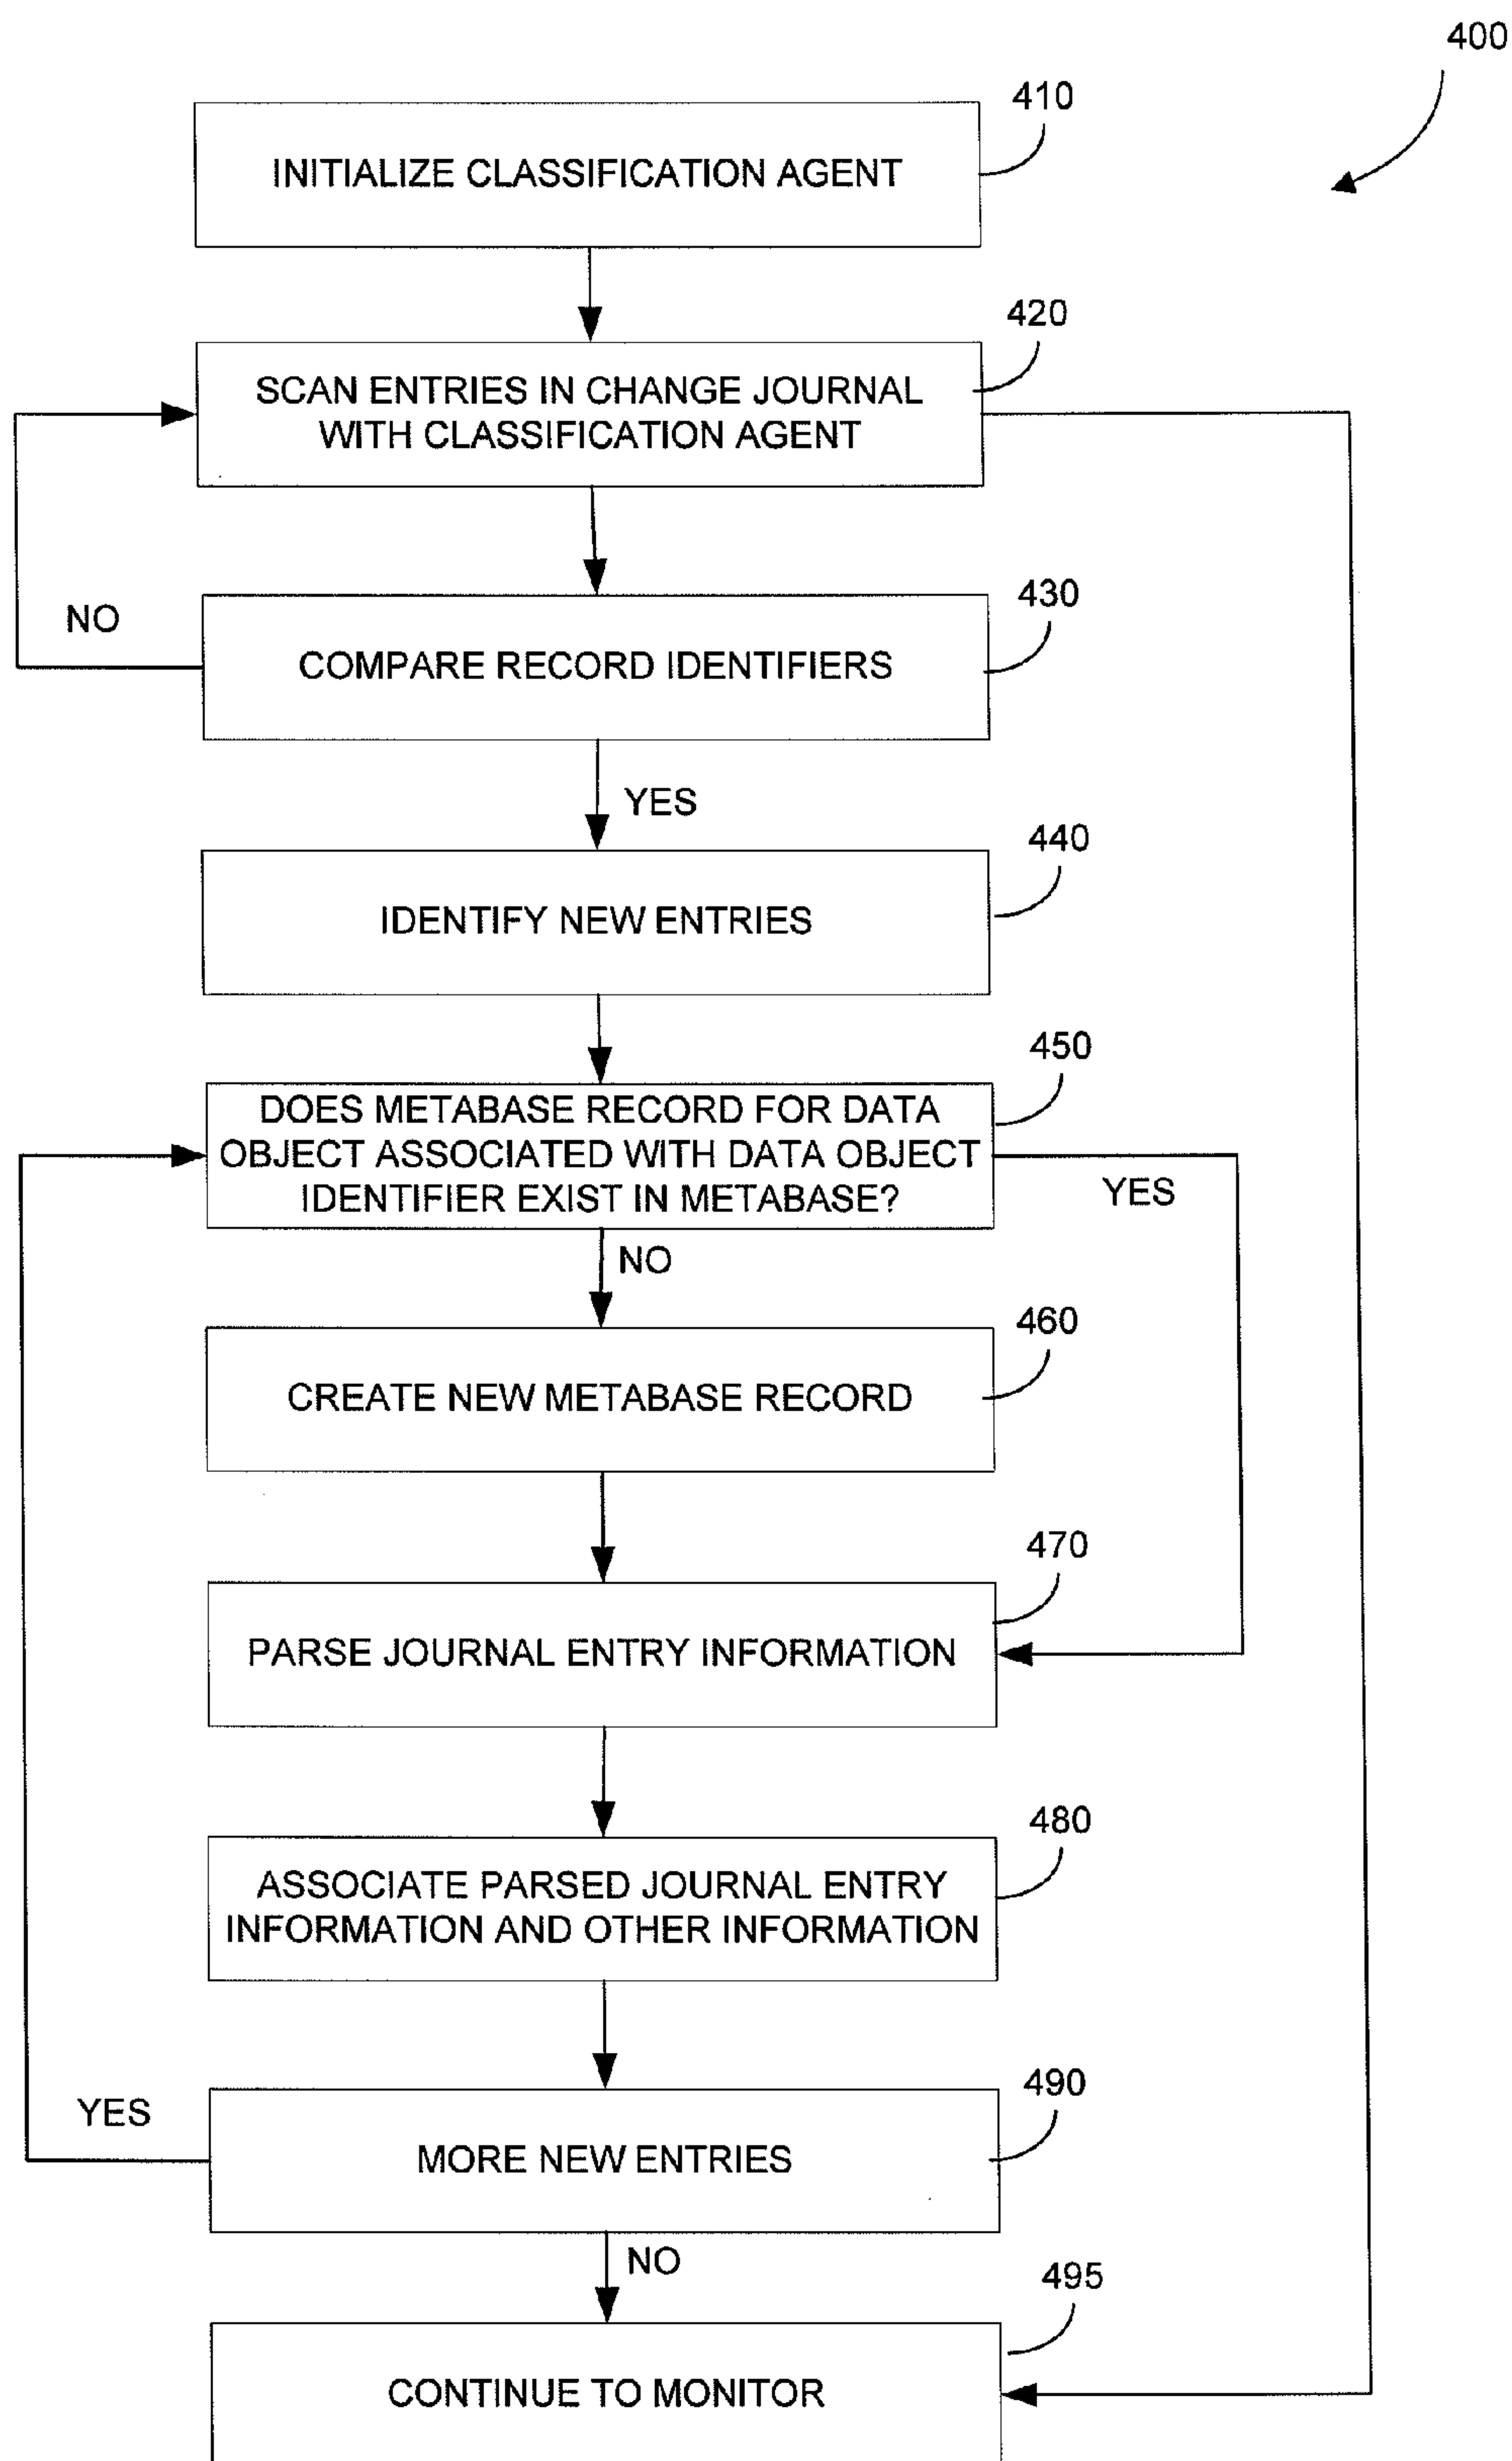 400
410
INITIALIZE CLASSIFICATION AGENT
420
SCAN ENTRIES IN CHANGE JOURNAL
WITH CLASSIFICATION AGENT
430
NO
COMPARE RECORD IDENTIFIERS
YES
440
IDENTIFY NEW ENTRIES
450
DOES METABASE RECORD FOR DATA
OBJECT ASSOCIATED WITH DATA OBJECT
IDENTIFIER EXIST IN METABASE?
YES
NO
460
CREATE NEW METABASE RECORD
470
PARSE JOURNAL ENTRY INFORMATION
480
ASSOCIATE PARSED JOURNAL ENTRY
INFORMATION AND OTHER INFORMATION
490
YES
MORE NEW ENTRIES
NO
495
CONTINUE TO MONITOR